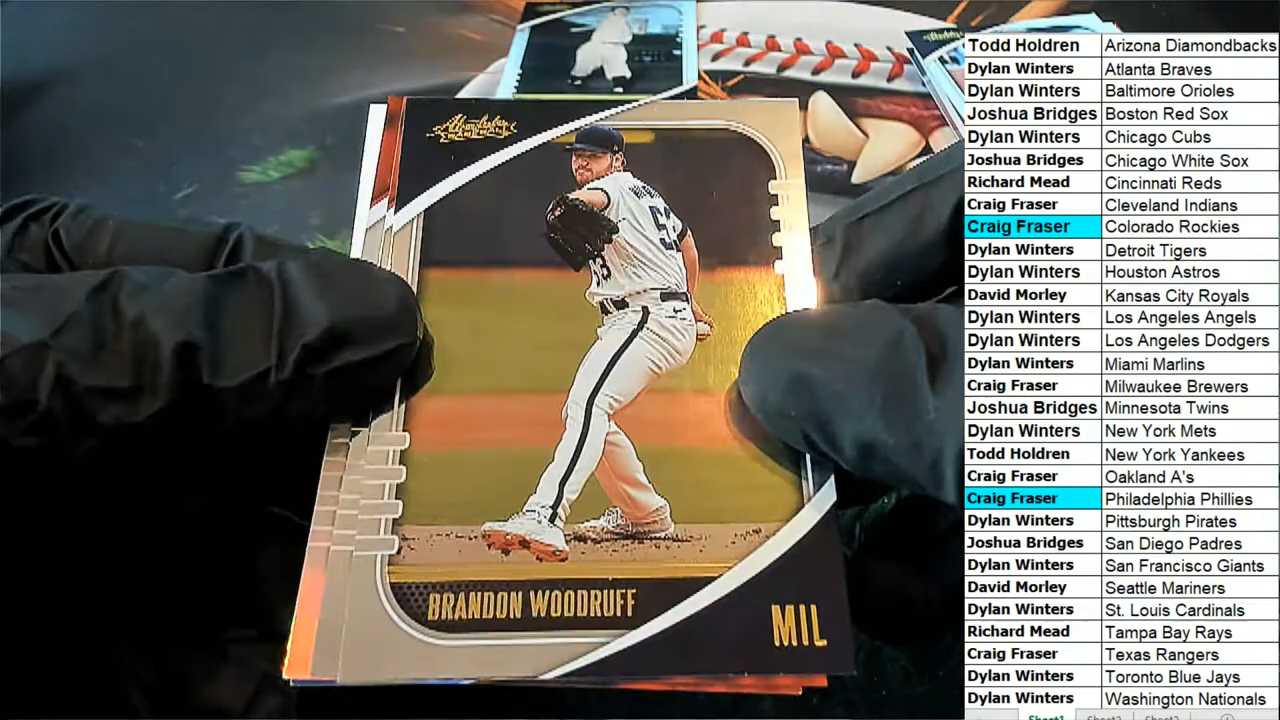 Absolute
BASEBALL
53
BRANDON WOODRUFF
MIL
Todd Holdren Arizona Diamondbacks
Dylan Winters Atlanta Braves
Dylan Winters Baltimore Orioles
Joshua Bridges Boston Red Sox
Dylan Winters Chicago Cubs
Joshua Bridges Chicago White Sox
Richard Mead Cincinnati Reds
Craig Fraser Cleveland Indians
Craig Fraser Colorado Rockies
Dylan Winters Detroit Tigers
Dylan Winters Houston Astros
David Morley Kansas City Royals
Dylan Winters Los Angeles Angels
Dylan Winters Los Angeles Dodgers
Dylan Winters Miami Marlins
Craig Fraser Milwaukee Brewers
Joshua Bridges Minnesota Twins
Dylan Winters New York Mets
Todd Holdren New York Yankees
Craig Fraser Oakland A's
Craig Fraser Philadelphia Phillies
Dylan Winters Pittsburgh Pirates
Joshua Bridges San Diego Padres
Dylan Winters San Francisco Giants
David Morley Seattle Mariners
Dylan Winters St. Louis Cardinals
Richard Mead Tampa Bay Rays
Craig Fraser Texas Rangers
Dylan Winters Toronto Blue Jays
Dylan Winters Washington Nationals
Sheet1 Sheet2 Sheet3